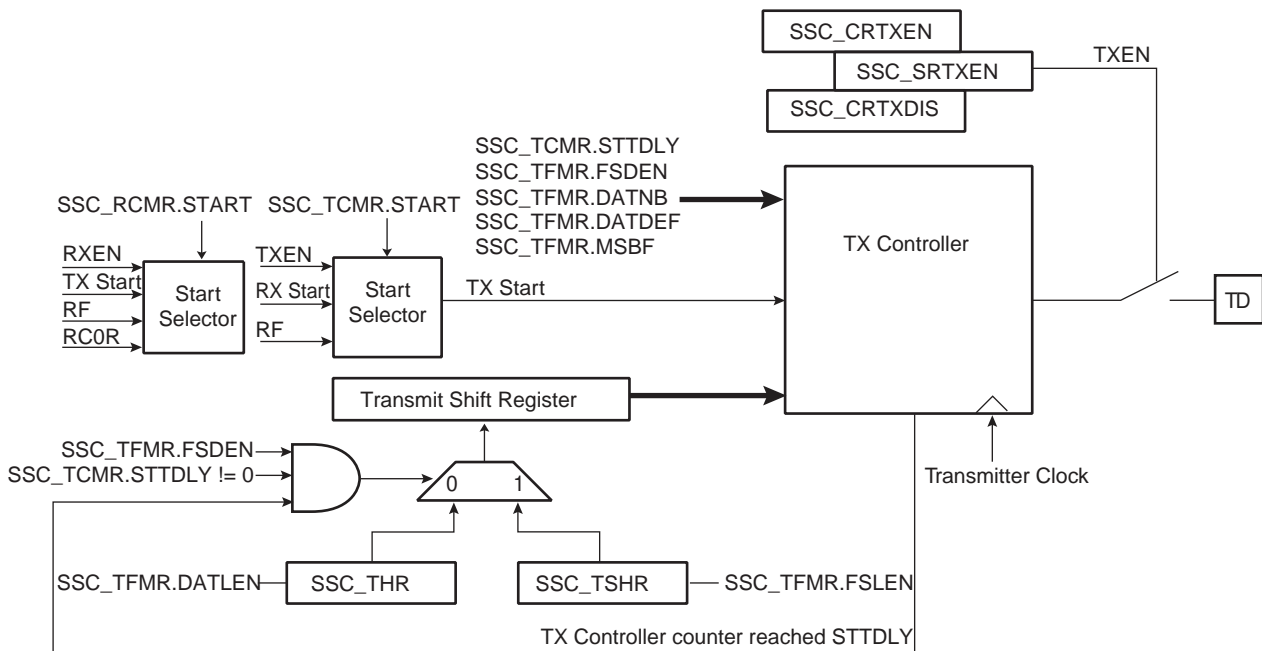 SSC_CRTXEN
SSC_SRTXEN
TXEN
SSC_CRTXDIS
SSC_TCMR.STTDLY
SSC_TFMR.FSDEN
SSC_TFMR.DATNB
SSC_TFMR.DATDEF
SSC_TFMR.MSBF
SSC_RCMR.START
SSC_TCMR.START
RXEN
TX Start
RF
RC0R
Start
Selector
TXEN
RX Start
RF
Start
Selector
TX Start
TX Controller
TD
Transmit Shift Register
Transmitter Clock
SSC_TFMR.FSDEN
SSC_TCMR.STTDLY != 0
0
1
SSC_TFMR.DATLEN
SSC_THR
SSC_TSHR
SSC_TFMR.FSLEN
TX Controller counter reached STTDLY